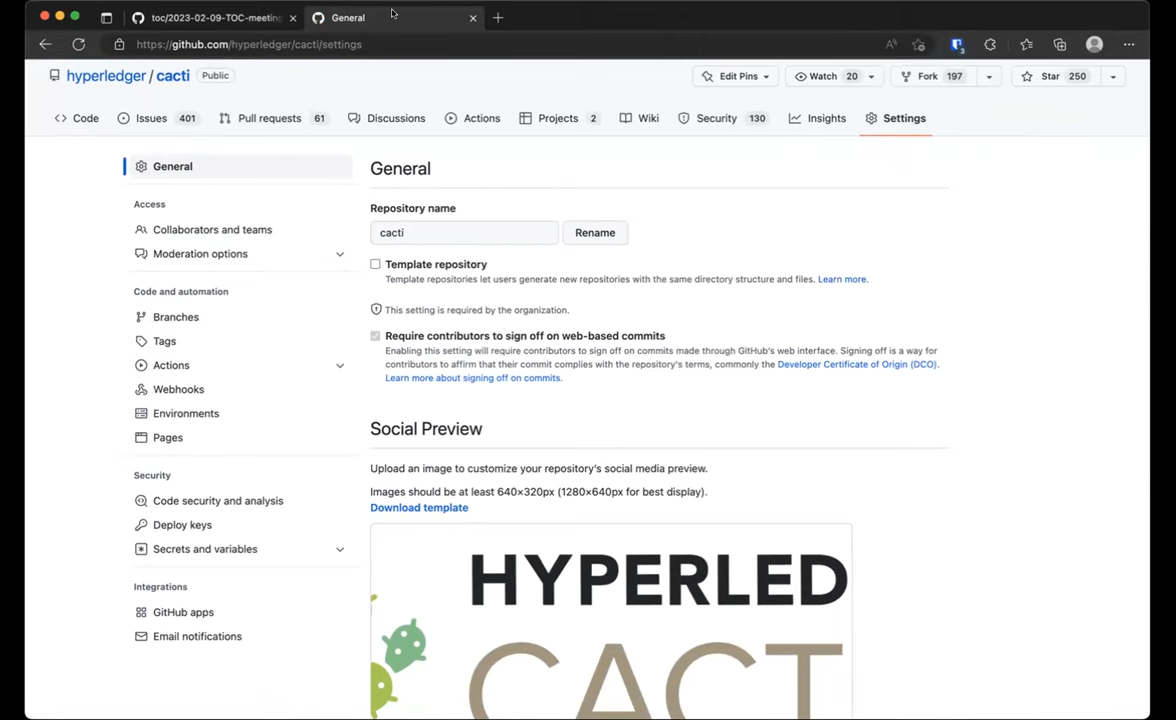 toc/2023-02-09-TOC-meeting
General
https://github.com/hyperledger/cacti/settings
3
hyperledger / cacti Public
Edit Pins Watch 20 Fork 197 Star 250
Code Issues 401 Pull requests 61 Discussions Actions Projects 2 Wiki Security 130 Insights Settings
General
Access
Collaborators and teams
Moderation options
Code and automation
Branches
Tags
Actions
Webhooks
Environments
Pages
Security
Code security and analysis
Deploy keys
Secrets and variables
Integrations
GitHub apps
Email notifications
General
Repository name
cacti Rename
Template repository
Template repositories let users generate new repositories with the same directory structure and files. Learn more.
This setting is required by the organization.
Require contributors to sign off on web-based commits
Enabling this setting will require contributors to sign off on commits made through GitHub's web interface. Signing off is a way for
contributors to affirm that their commit complies with the repository's terms, commonly the Developer Certificate of Origin (DCO).
Learn more about signing off on commits.
Social Preview
Upload an image to customize your repository's social media preview.
Images should be at least 640×320px (1280×640px for best display).
Download template
HYPERLED
CACT